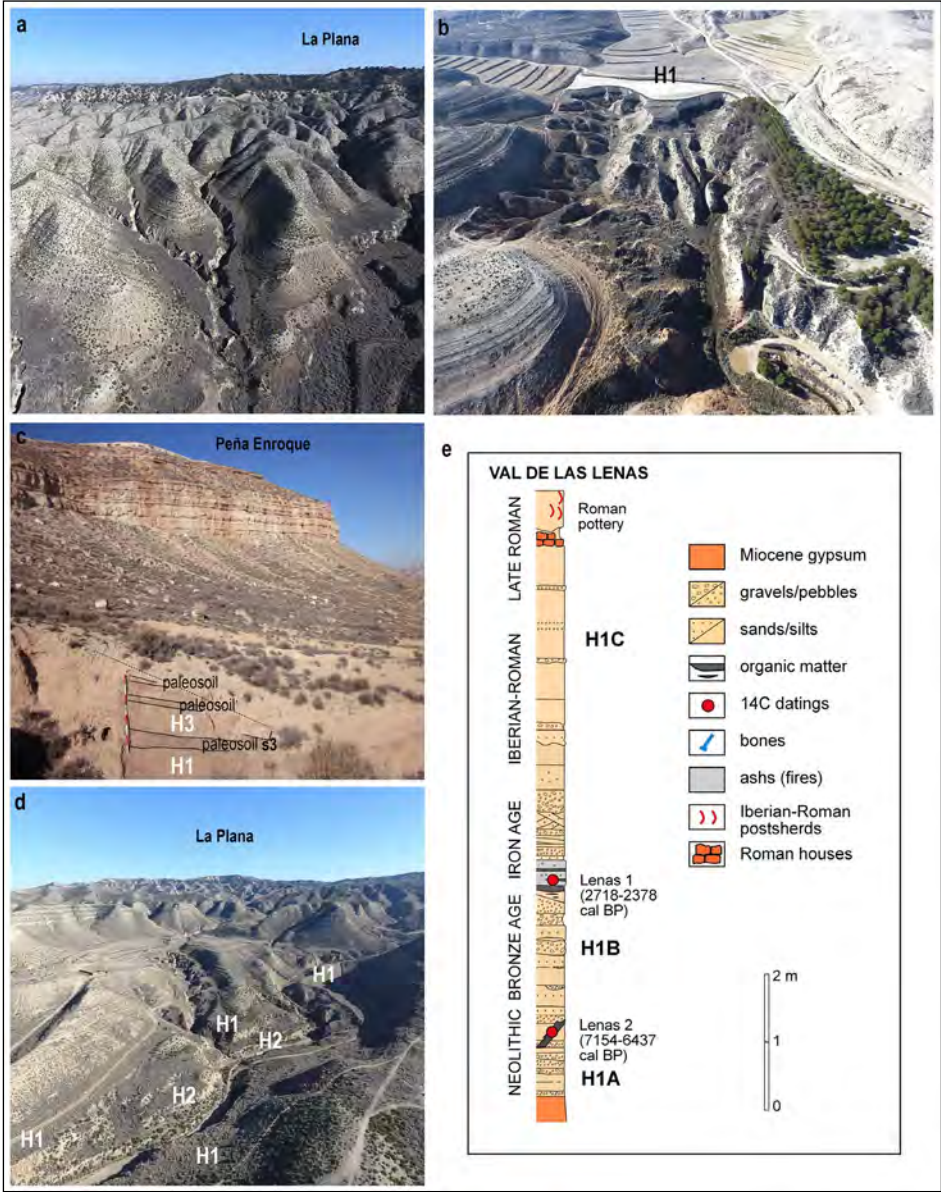 a
La Plana
b
H1
c
Peña Enroque
paleosoil
paleosoil
H3
paleosoil s3
H1
d
La Plana
H1
H1
H2
H2
H1
H1
e
VAL DE LAS LENAS
LATE ROMAN
IBERIAN-ROMAN
IRON AGE
BRONZE AGE
NEOLITHIC
Roman
pottery
H1C
Lenas 1
(2718-2378
cal BP)
H1B
Lenas 2
(7154-6437
cal BP)
H1A
Miocene gypsum
gravels/pebbles
sands/silts
organic matter
14C datings
bones
ashs (fires)
Iberian-Roman
postsherds
Roman houses
2 m
1
0